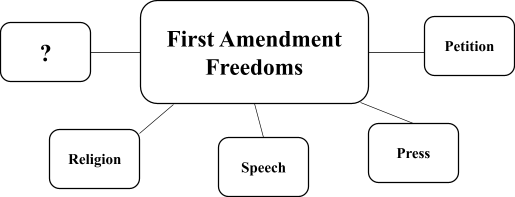 First Amendment
Freedoms
?
Petition
Religion
Speech
Press